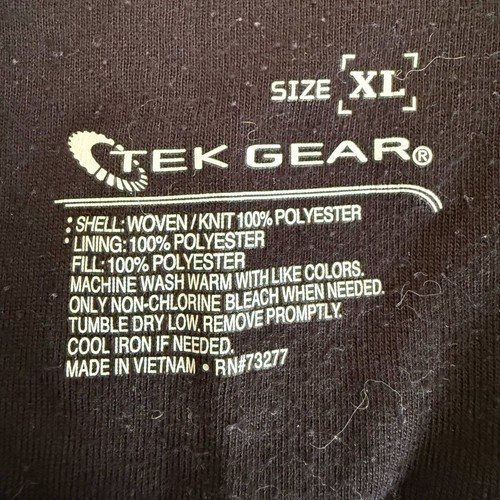 SIZE XL
TEK GEAR®
: SHELL: WOVEN / KNIT 100% POLYESTER
• LINING: 100% POLYESTER
FILL: 100% POLYESTER
MACHINE WASH WARM WITH LIKE COLORS.
ONLY NON-CHLORINE BLEACH WHEN NEEDED.
TUMBLE DRY LOW. REMOVE PROMPTLY.
COOL IRON IF NEEDED.
MADE IN VIETNAM • RN#73277